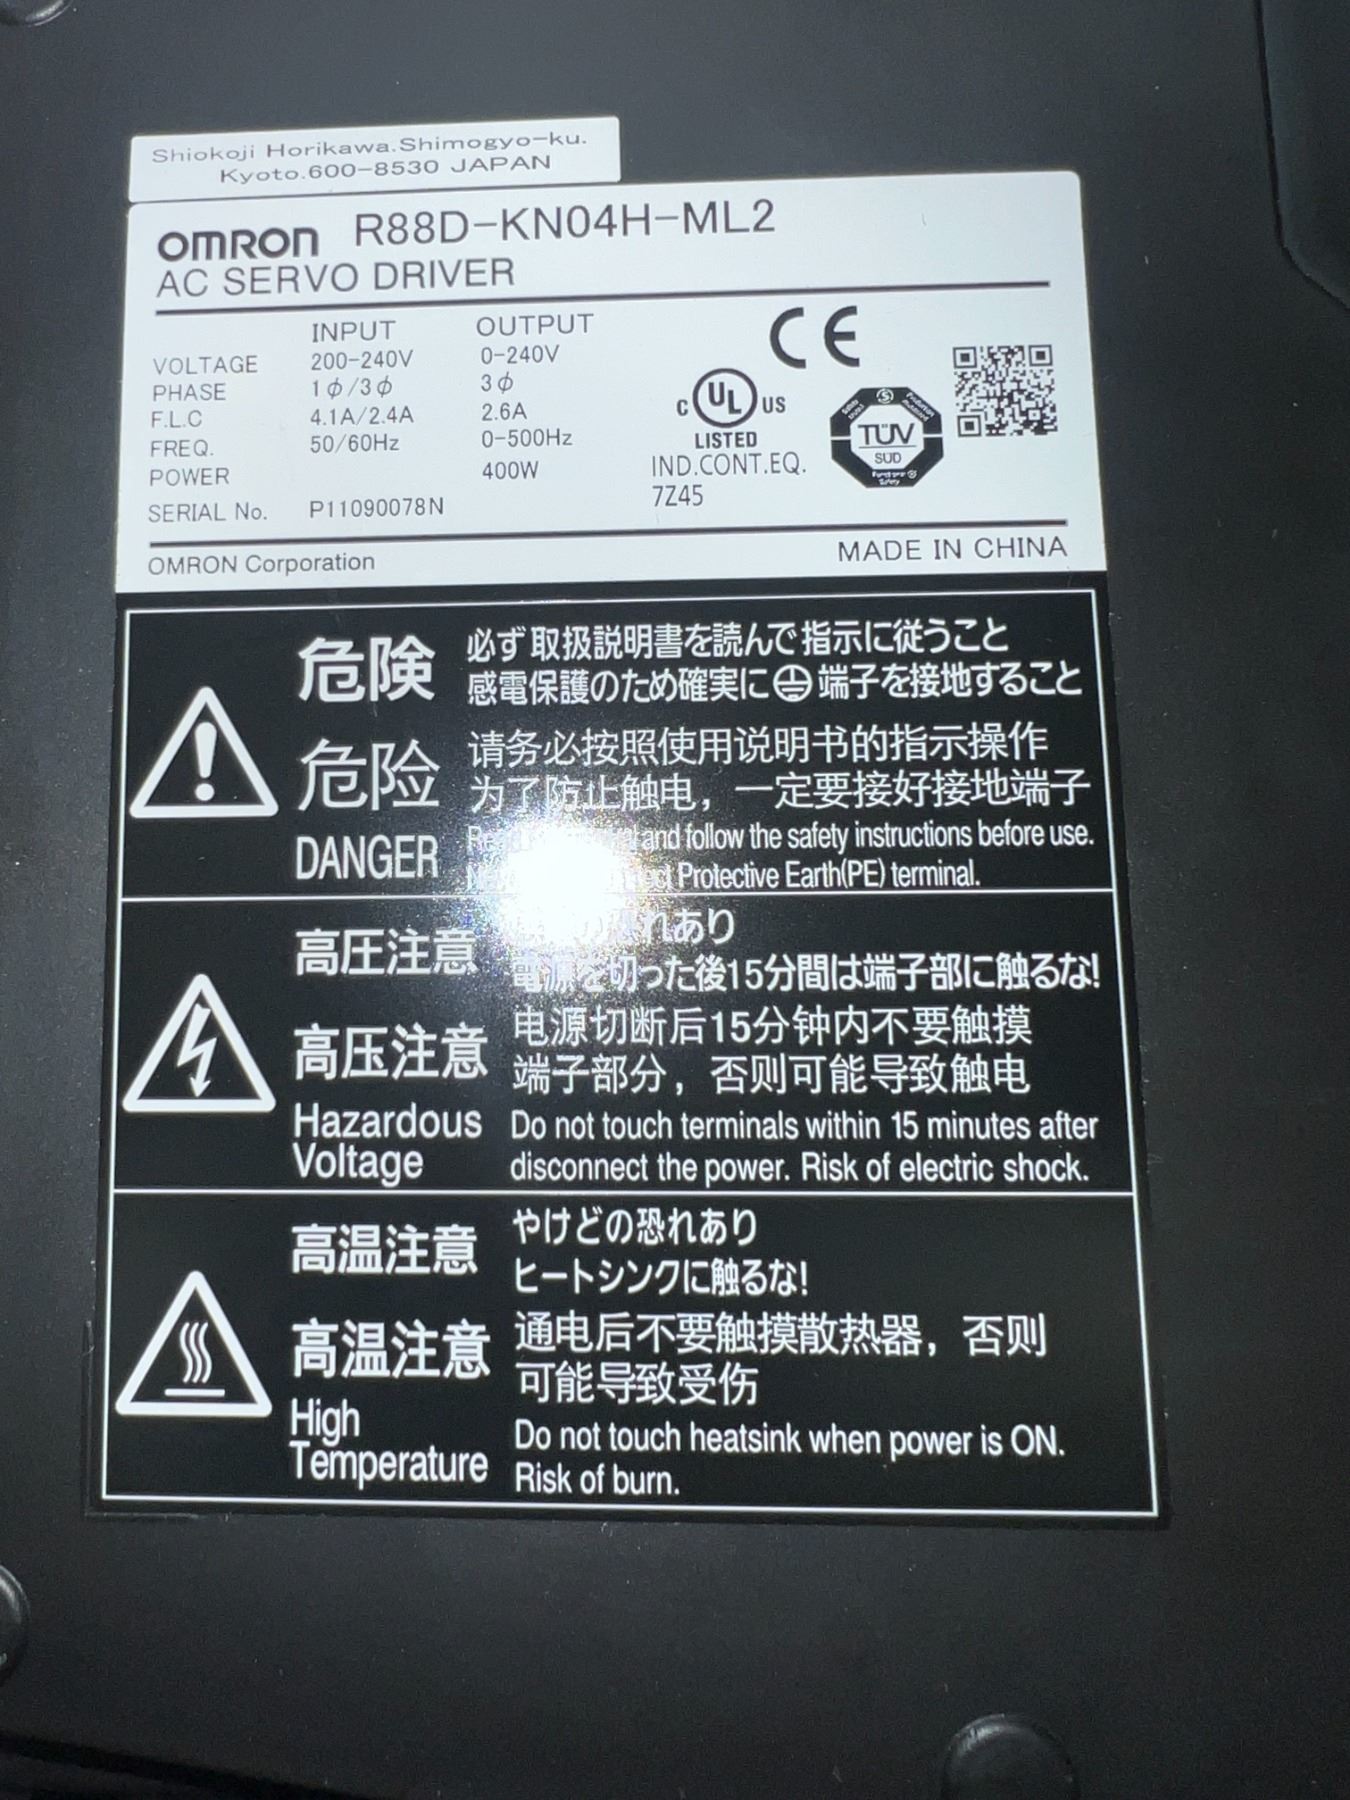 Shiokoji Horikawa.Shimogyo-ku.
Kyoto.600-8530 JAPAN
OMRON R88D-KN04H-ML2
AC SERVO DRIVER
INPUT OUTPUT
VOLTAGE 200-240V 0-240V
PHASE 1φ/3φ 3φ
F.L.C 4.1A/2.4A 2.6A
FREQ. 50/60Hz 0-500Hz
POWER 400W
SERIAL No. P11090078N
CE
C UL US
LISTED
IND.CONT.EQ.
7Z45
TÜV
SÜD
OMRON Corporation
MADE IN CHINA
危険
必ず取扱説明書を読んで指示に従うこと
感電保護のため確実に端子を接地すること
危险
请务必按照使用说明书的指示操作
为了防止触电，一定要接好接地端子
DANGER
and follow the safety instructions before use.
Protective Earth(PE) terminal.
高圧注意
恐れあり
電源を切った後15分間は端子部に触るな!
高压注意
电源切断后15分钟内不要触摸
端子部分，否则可能导致触电
Hazardous
Voltage
Do not touch terminals within 15 minutes after
disconnect the power. Risk of electric shock.
高温注意
やけどの恐れあり
ヒートシンクに触るな!
高温注意
通电后不要触摸散热器，否则
可能导致受伤
High
Temperature
Do not touch heatsink when power is ON.
Risk of burn.